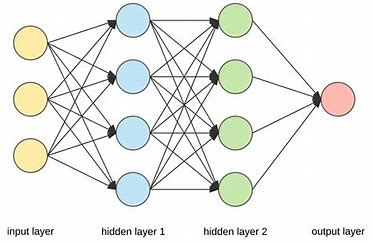 input layer
hidden layer 1
hidden layer 2
output layer